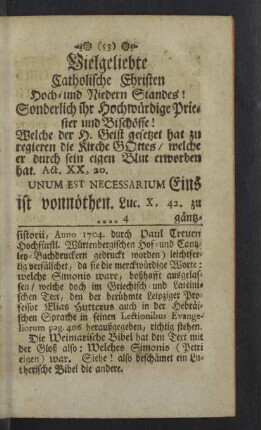 (53)
Vielgeliebte
Catholische Christen
Hoch- und Niedern Standes!
Sonderlich ihr Hochwürdige Prie-
ster und Bischöffe!
Welche der H. Geist gesetzet hat zu
regieren die Kirche GOttes/ welche
er durch sein eigen Blut erworben
hat. Act. XX, 20.
UNUM EST NECESSARIUM Eins
ist vonnöthen. Luc. X. 42. zu
.... 4 gäntz-
sistorii, Anno 1704. durch Paul Treuen
Hochfürstl. Würtenbergischen Hof- und Cantz-
ley-Buchdruckern gedruckt worden) leichtfer-
tig verfälschet, da sie die merckwürdige Worte:
welche Simonis war, boßhafft ausgelas-
sen/ welche doch im Griechisch- und Lateini-
schen Text, den der berühmte Leipziger Pro-
fessor Elias Hutterus auch in der Hebräi-
schen Sprache in seinen Lectionibus Evange-
liorum pag. 406. herausgegeben, richtig stehen.
Die Weimarische Bibel hat den Text mit
der Gloß also: Welches Simonis (Petri
eigen) war. Siehe! also beschämet ein Lu-
therische Bibel die andere.